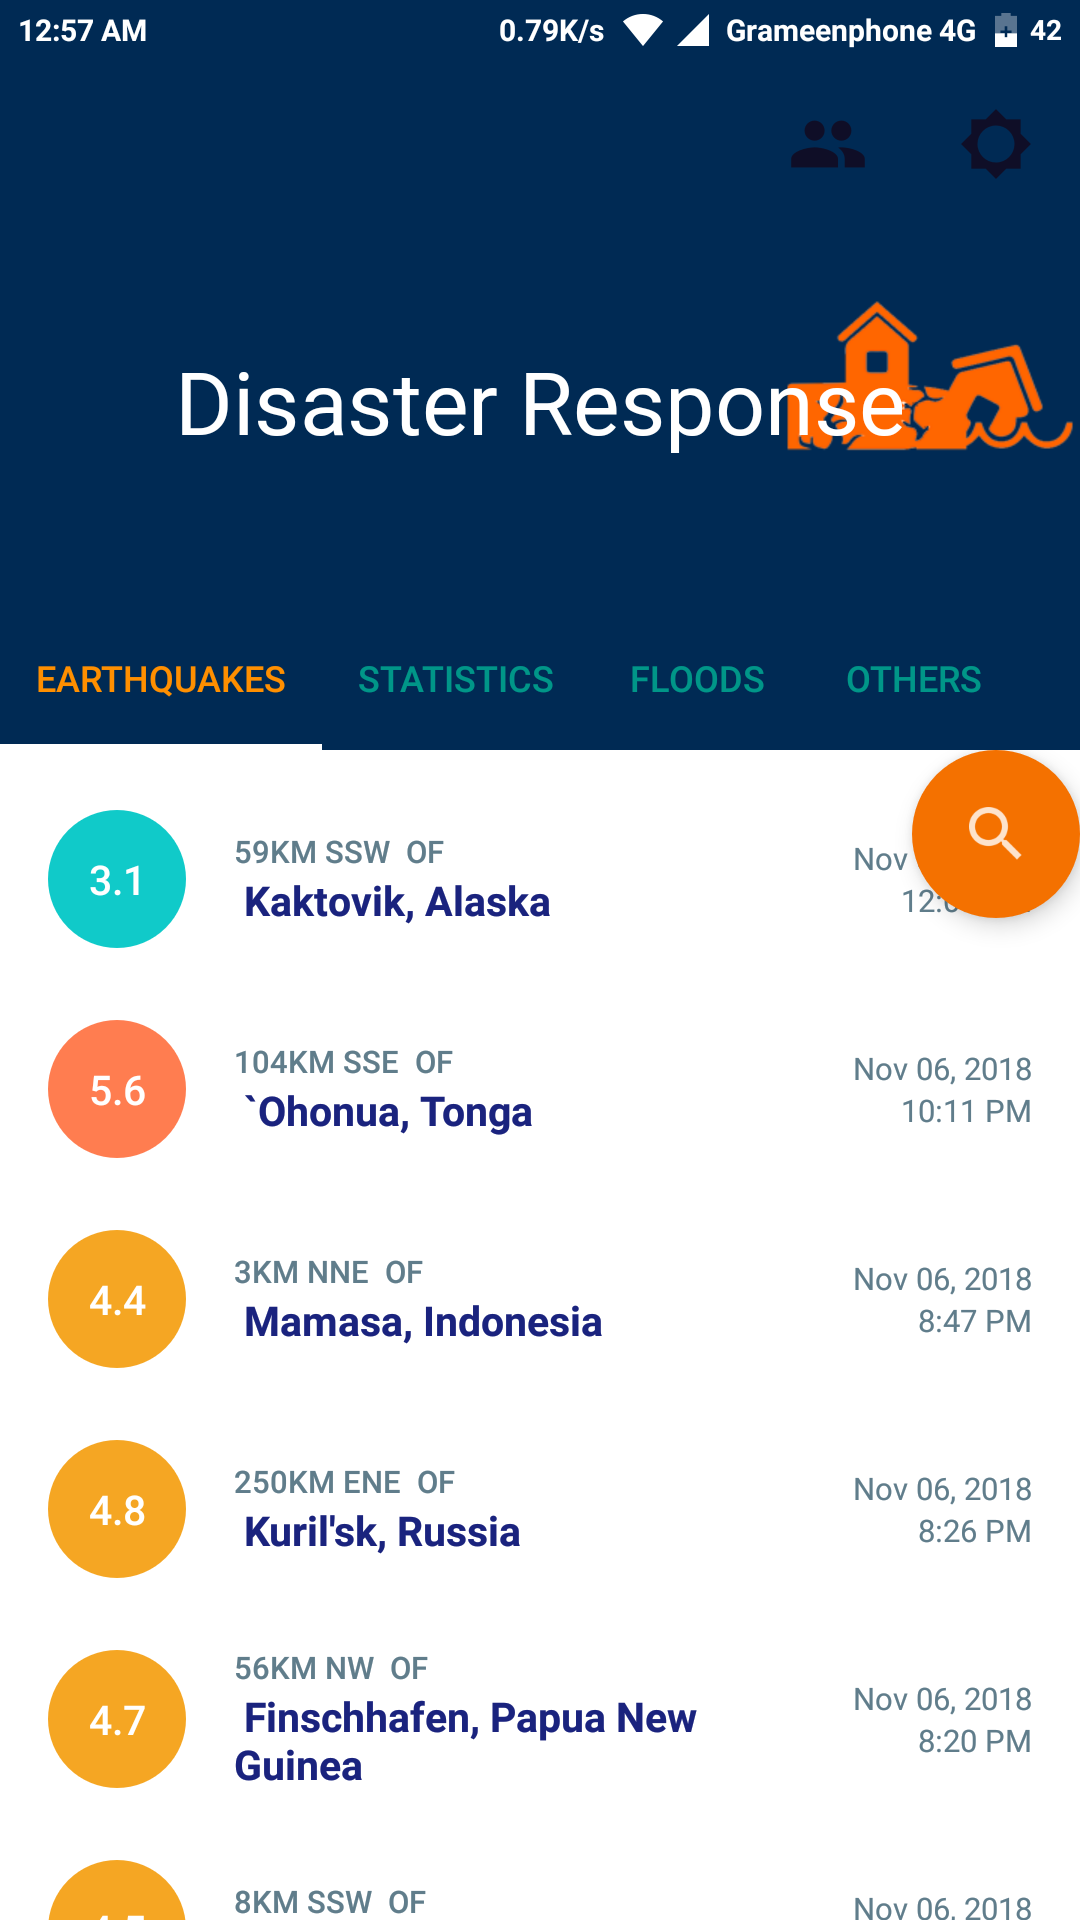 12:57 AM 0.79K/s Grameenphone 4G 42
Disaster Response
EARTHQUAKES STATISTICS FLOODS OTHERS
3.1
59KM SSW OF
Kaktovik, Alaska
Nov
5.6
104KM SSE OF
`Ohonua, Tonga
Nov 06, 2018
10:11 PM
4.4
3KM NNE OF
Mamasa, Indonesia
Nov 06, 2018
8:47 PM
4.8
250KM ENE OF
Kuril'sk, Russia
Nov 06, 2018
8:26 PM
4.7
56KM NW OF
Finschhafen, Papua New
Guinea
Nov 06, 2018
8:20 PM
8KM SSW OF
Nov 06, 2018